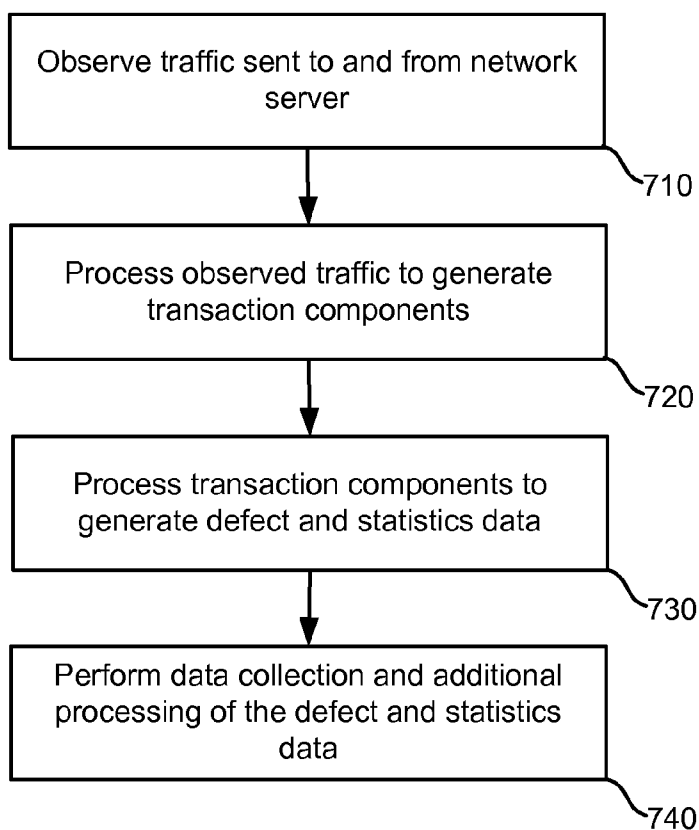 Observe traffic sent to and from network
server
710
Process observed traffic to generate
transaction components
720
Process transaction components to
generate defect and statistics data
730
Perform data collection and additional
processing of the defect and statistics
data
740